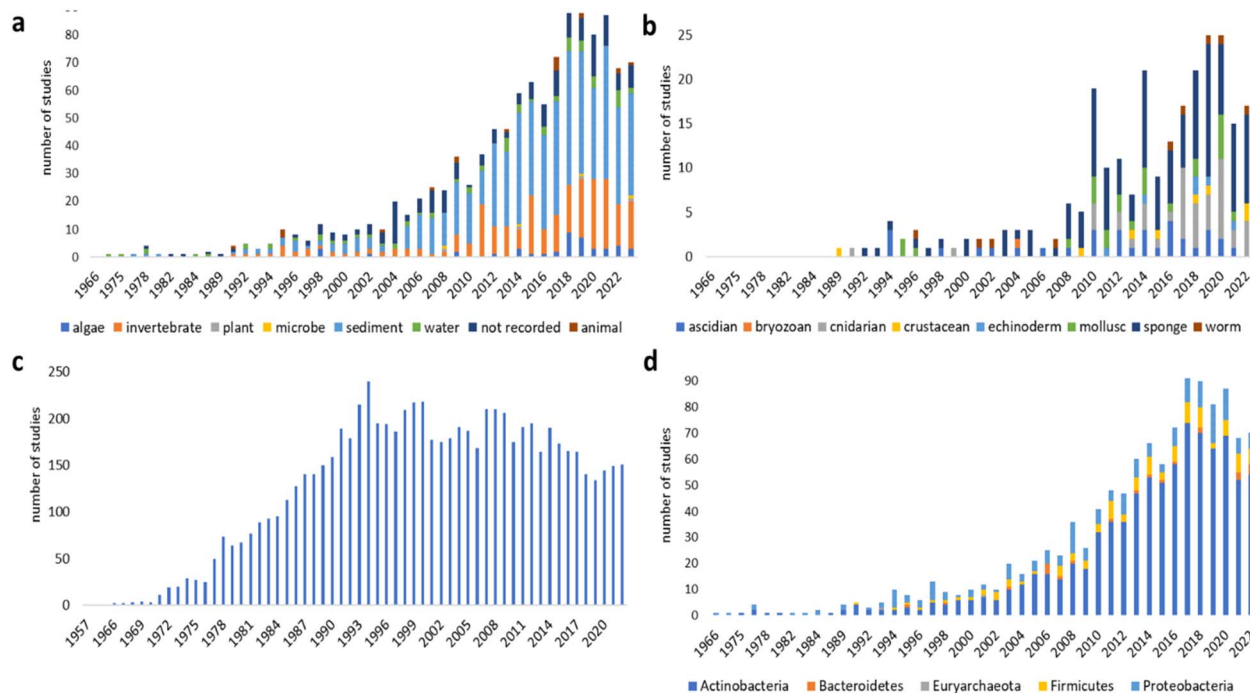 a
number of studies
80
70
60
50
40
30
20
10
0
1966 1975 1978 1982 1984 1989 1992 1994 1996 1998 2000 2002 2004 2006 2008 2010 2012 2014 2016 2018 2020 2022
algae invertebrate plant microbe sediment water not recorded animal
b
number of studies
25
20
15
10
5
0
1966 1975 1978 1982 1984 1989 1992 1994 1996 1998 2000 2002 2004 2006 2008 2010 2012 2014 2016 2018 2020 2022
ascidian bryozoan cnidarian crustacean echinoderm mollusc sponge worm
c
number of studies
250
200
150
100
50
0
1957 1966 1969 1972 1975 1978 1981 1984 1987 1990 1993 1996 1999 2002 2005 2008 2011 2014 2017 2020
d
number of studies
90
80
70
60
50
40
30
20
10
0
1966 1975 1978 1982 1984 1989 1992 1994 1996 1998 2000 2002 2004 2006 2008 2010 2012 2014 2016 2018 2020
Actinobacteria Bacteroidetes Euryarchaeota Firmicutes Proteobacteria